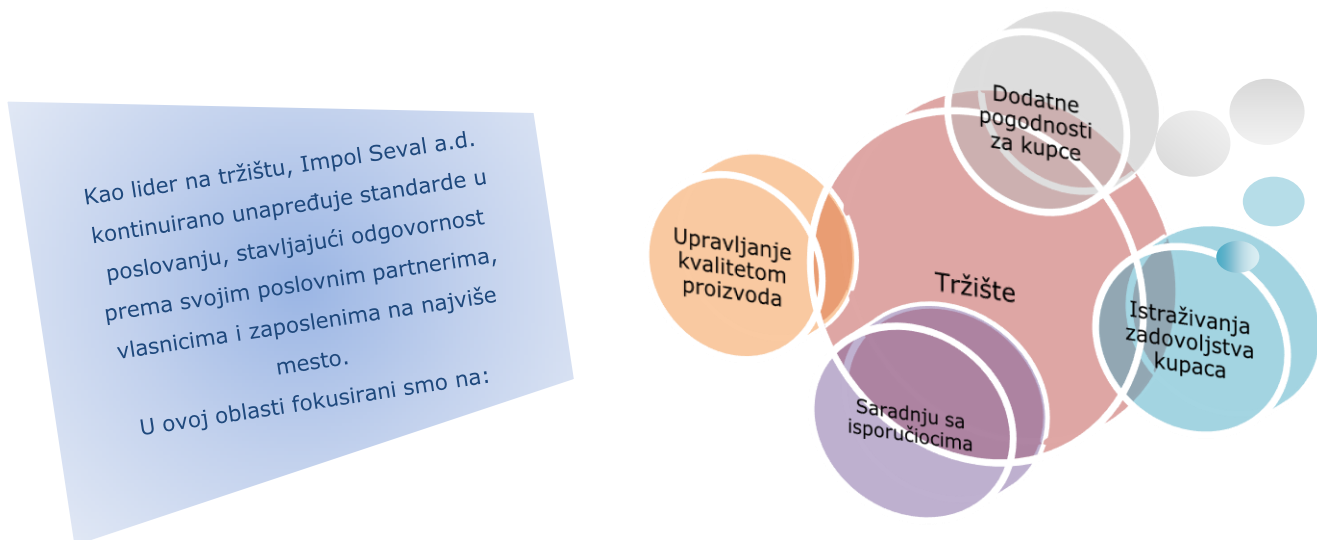 Kao lider na tržištu, Impol Seval a.d.
kontinuirano unapređuje standarde u
poslovanju, stavljajući odgovornost
prema svojim poslovnim partnerima,
vlasnicima i zaposlenima na najviše
mesto.
U ovoj oblasti fokusirani smo na:
Dodatne
pogodnosti
za kupce
Upravljanje
kvalitetom
proizvoda
Tržište
Istraživanja
zadovoljstva
kupaca
Saradnju sa
isporučiocima